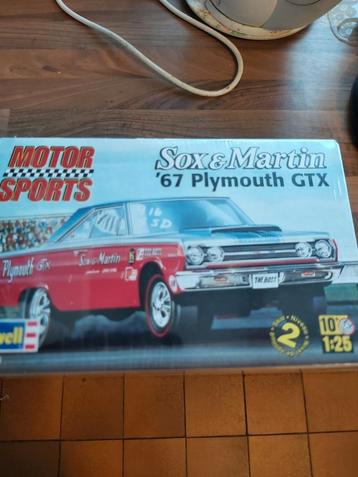 MOTOR
SPORTS
Sox & Martin
'67 Plymouth GTX
16
SD
Plymouth GTX
Sox & Martin
THE BOSS
2
10
1:25